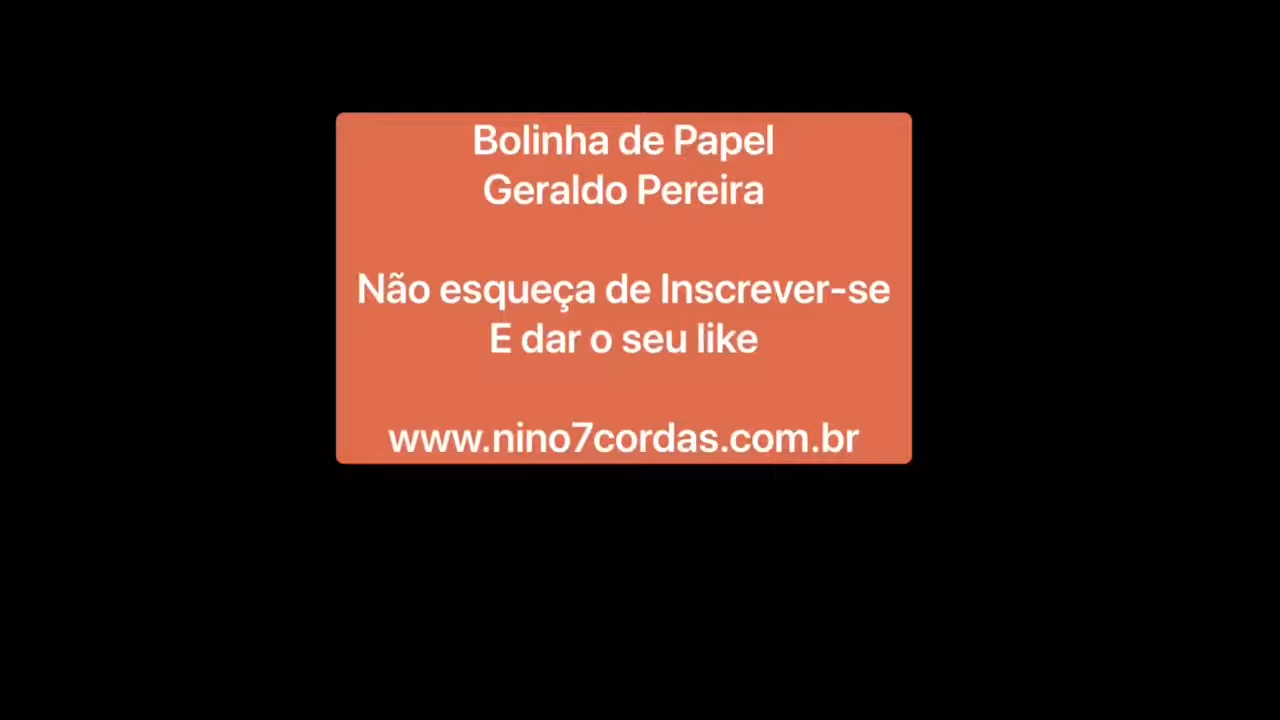 Bolinha de Papel
Geraldo Pereira
Não esqueça de Inscrever-se
E dar o seu like
www.nino7cordas.com.br